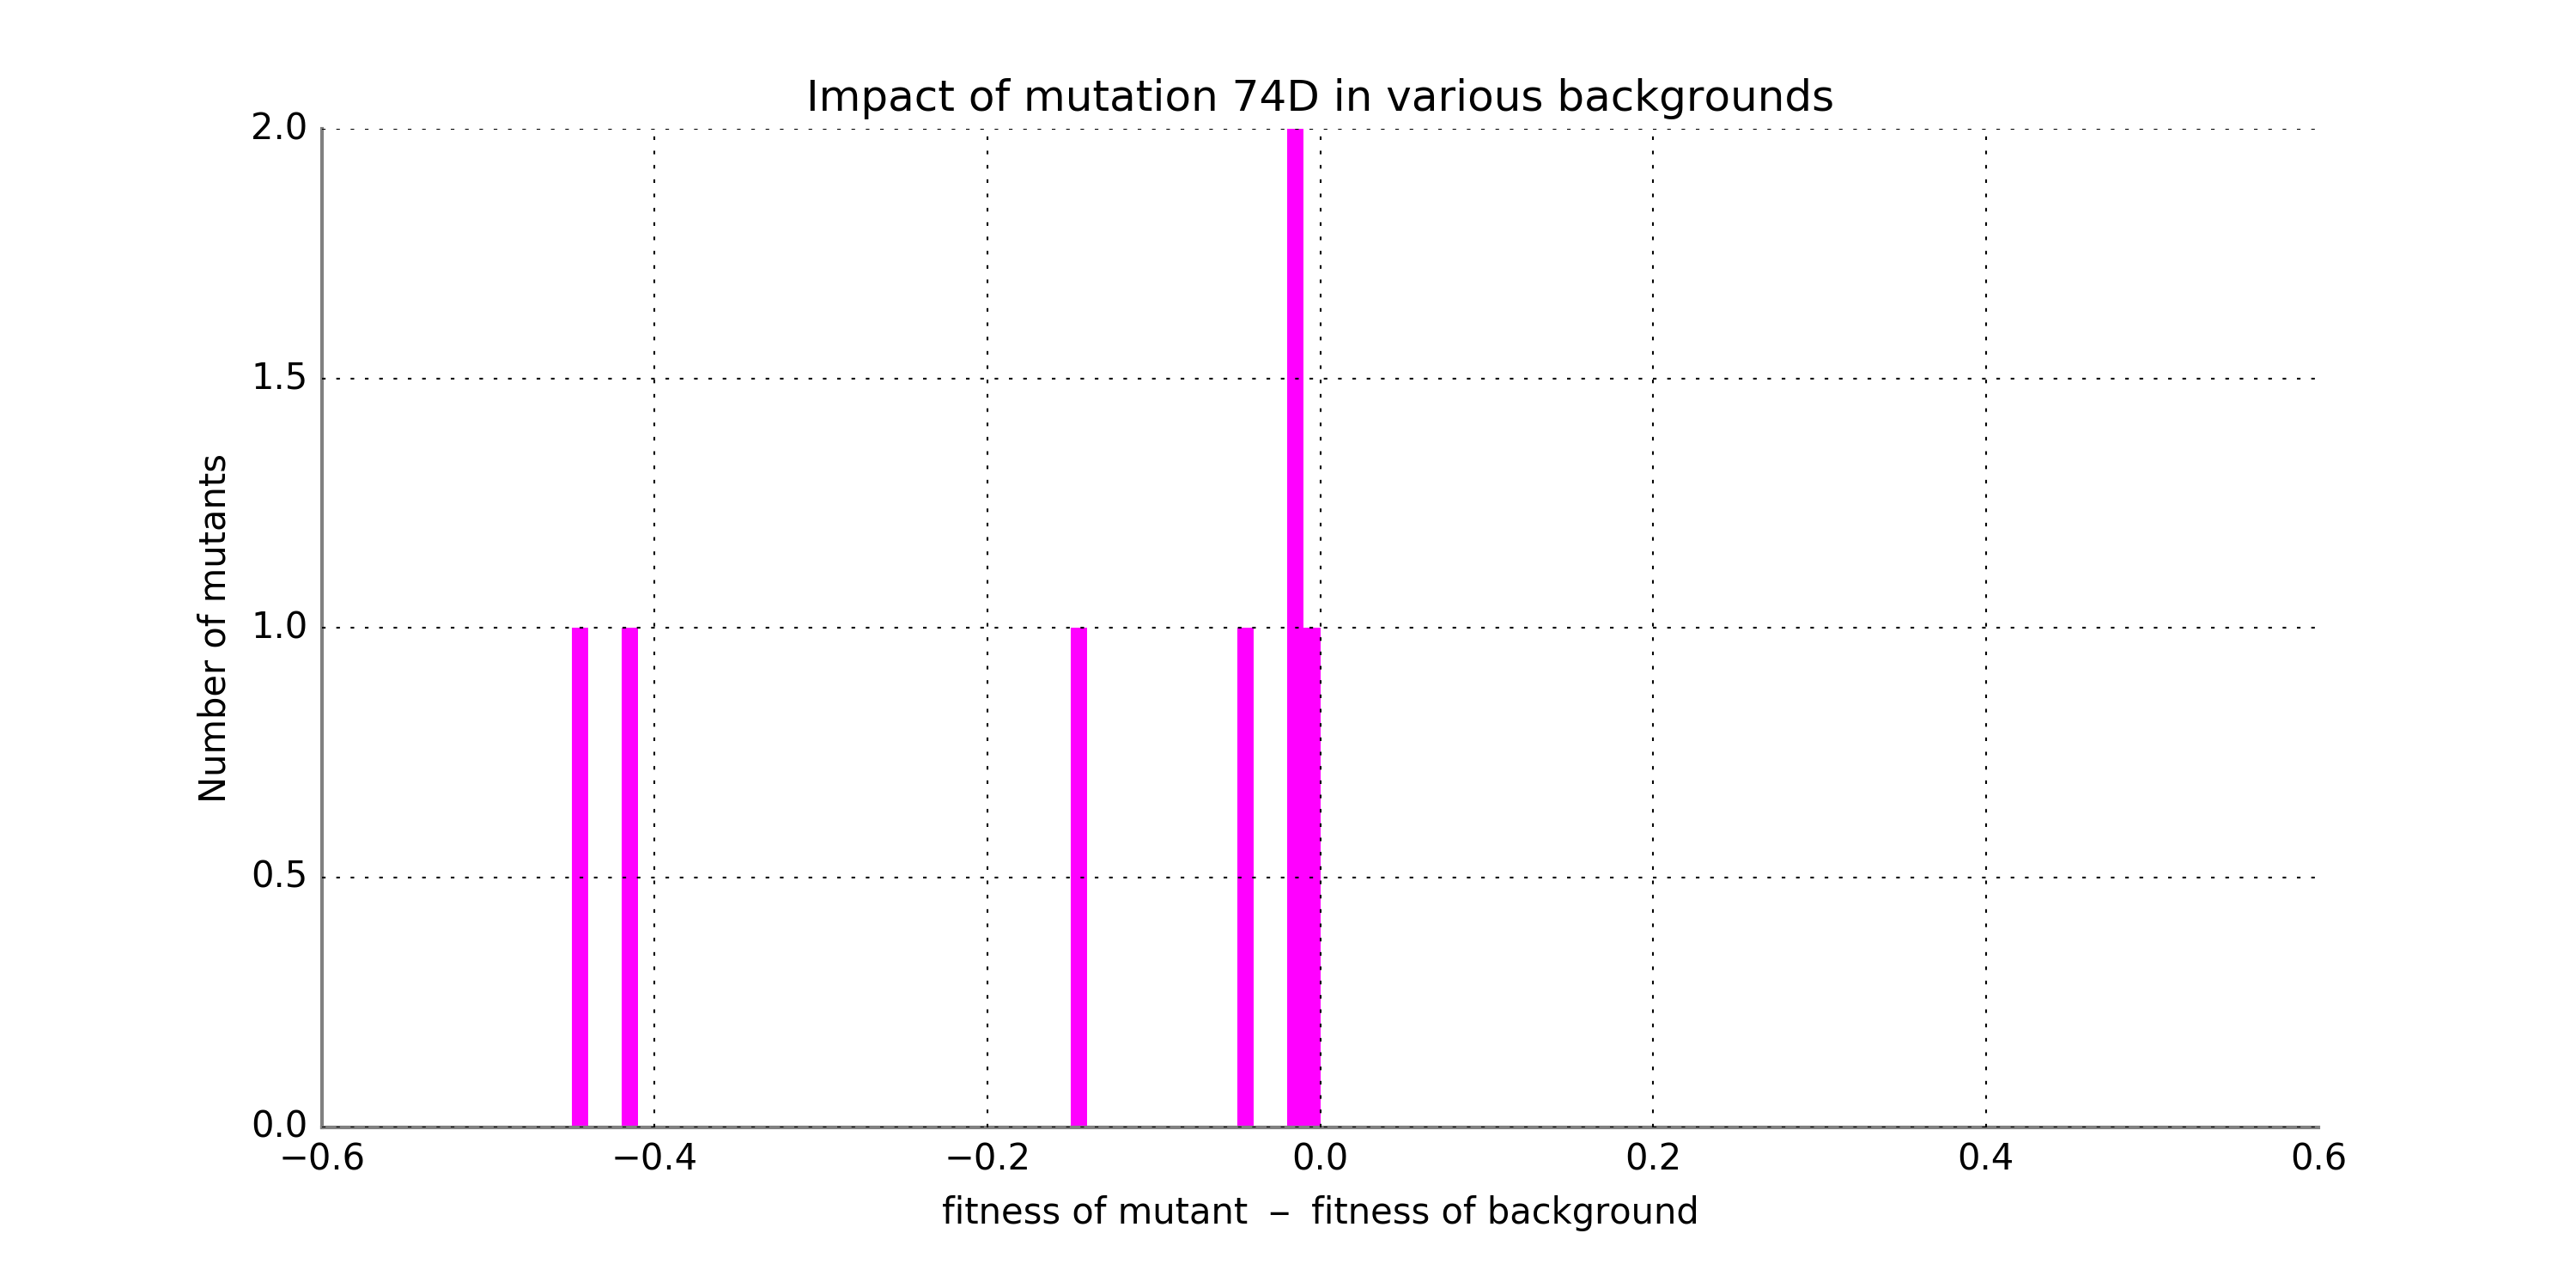 Impact of mutation 74D in various backgrounds
2.0
1.5
1.0
0.5
0.0
Number of mutants
−0.6 −0.4 −0.2 0.0 0.2 0.4 0.6
fitness of mutant − fitness of background